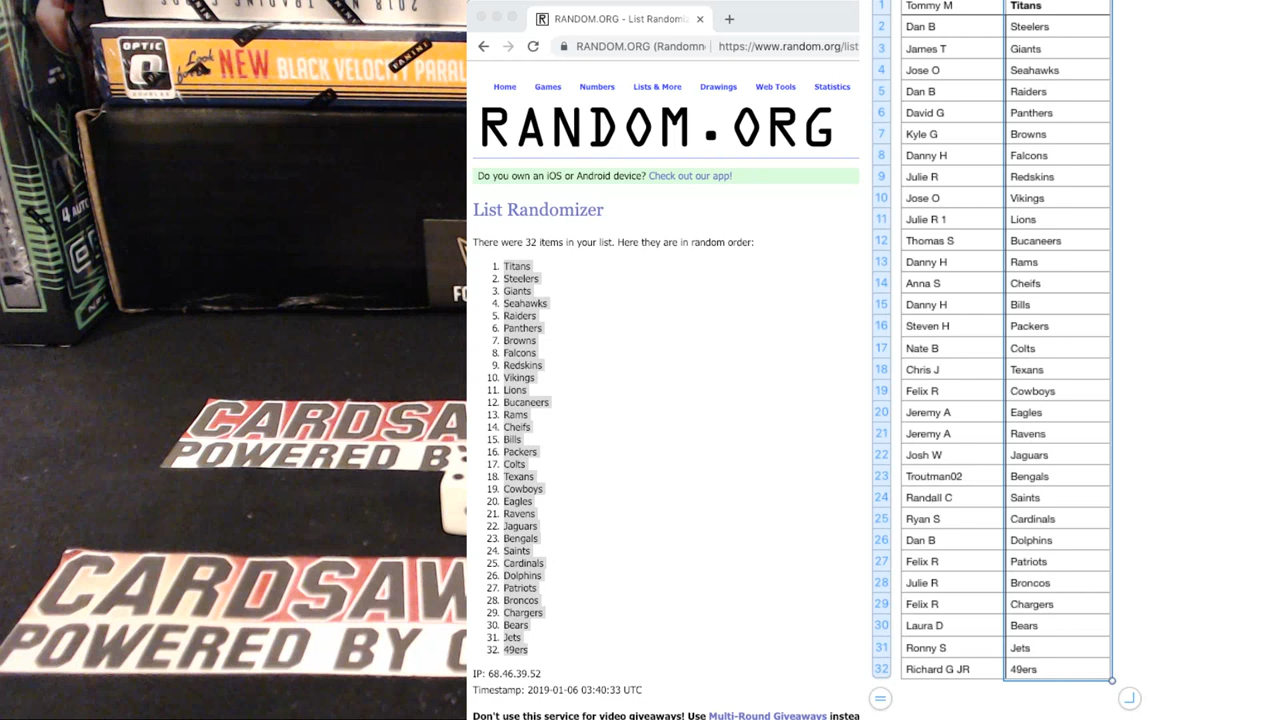 2018
PANINI
OPTIC
Look for the NEW BLACK VELOCITY PARAL
PANINI
4 AUTO
FO
CARDSA
POWERED BY
CARDSAW
POWERED BY C
RANDOM.ORG - List Randomiz
RANDOM.ORG (Randomn
https://www.random.org/list
Home Games Numbers Lists & More Drawings Web Tools Statistics
RANDOM.ORG
Do you own an iOS or Android device? Check out our app!
List Randomizer
There were 32 items in your list. Here they are in random order:
1. Titans
2. Steelers
3. Giants
4. Seahawks
5. Raiders
6. Panthers
7. Browns
8. Falcons
9. Redskins
10. Vikings
11. Lions
12. Bucaneers
13. Rams
14. Cheifs
15. Bills
16. Packers
17. Colts
18. Texans
19. Cowboys
20. Eagles
21. Ravens
22. Jaguars
23. Bengals
24. Saints
25. Cardinals
26. Dolphins
27. Patriots
28. Broncos
29. Chargers
30. Bears
31. Jets
32. 49ers
IP: 68.46.39.52
Timestamp: 2019-01-06 03:40:33 UTC
Don't use this service for video giveaways! Use Multi-Round Giveaways instea
1 Tommy M Titans
2 Dan B Steelers
3 James T Giants
4 Jose O Seahawks
5 Dan B Raiders
6 David G Panthers
7 Kyle G Browns
8 Danny H Falcons
9 Julie R Redskins
10 Jose O Vikings
11 Julie R 1 Lions
12 Thomas S Bucaneers
13 Danny H Rams
14 Anna S Cheifs
15 Danny H Bills
16 Steven H Packers
17 Nate B Colts
18 Chris J Texans
19 Felix R Cowboys
20 Jeremy A Eagles
21 Jeremy A Ravens
22 Josh W Jaguars
23 Troutman02 Bengals
24 Randall C Saints
25 Ryan S Cardinals
26 Dan B Dolphins
27 Felix R Patriots
28 Julie R Broncos
29 Felix R Chargers
30 Laura D Bears
31 Ronny S Jets
32 Richard G JR 49ers